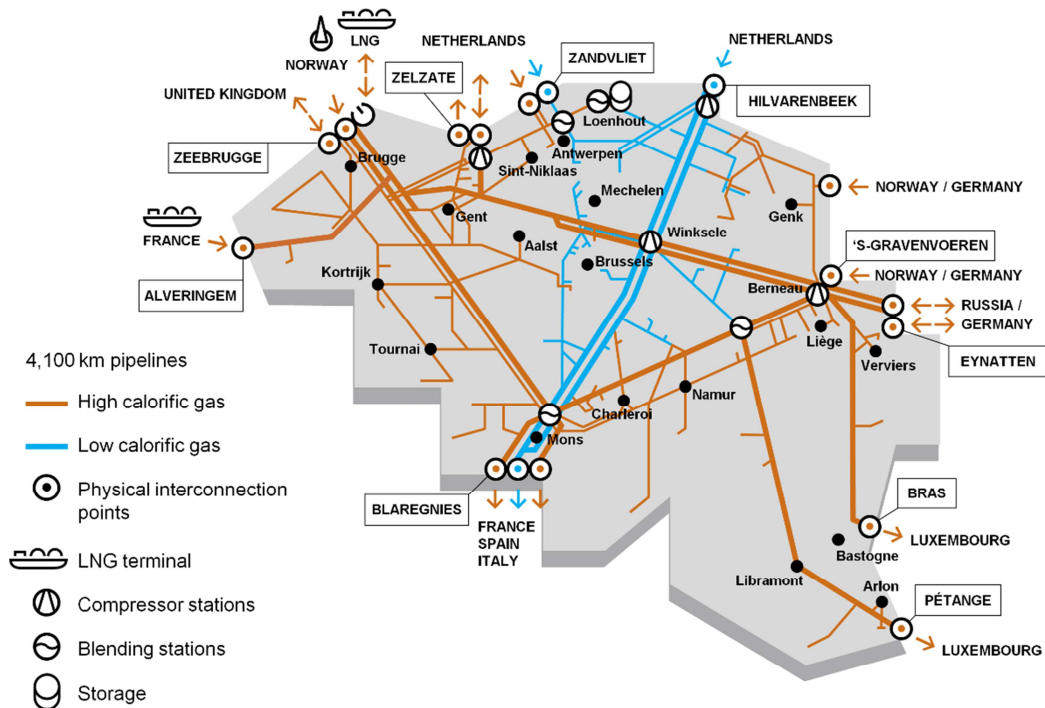 LNG
NORWAY
NETHERLANDS
ZANDVLIET
NETHERLANDS
ZELZATE
UNITED KINGDOM
HILVARENBEEK
Loenhout
ZEEBRUGGE
Brugge
Antwerpen
Sint-Niklaas
Mechelen
NORWAY / GERMANY
Genk
Gent
FRANCE
Aalst
Winksele
'S-GRAVENVOEREN
Brussels
Kortrijk
NORWAY / GERMANY
ALVERINGEM
Berneau
RUSSIA /
GERMANY
Liège
Tournai
Verviers
EYNATTEN
4,100 km pipelines
Namur
High calorific gas
Charleroi
Low calorific gas
Mons
Physical interconnection
points
BLAREGNIES
BRAS
FRANCE
SPAIN
ITALY
LUXEMBOURG
Bastogne
LNG terminal
Libramont
Arlon
Compressor stations
PÉTANGE
Blending stations
LUXEMBOURG
Storage